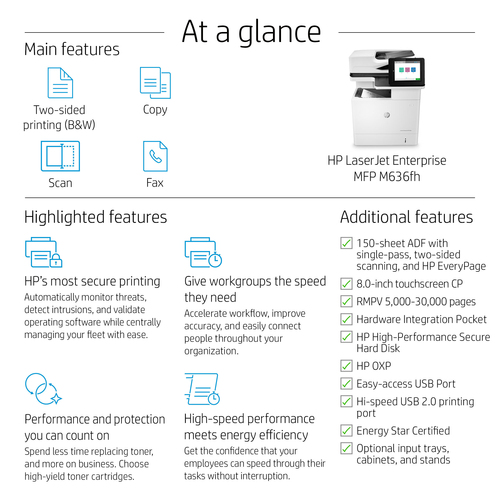 At a glance
Main features
Two-sided
printing (B&W)
Copy
Scan
Fax
HP LaserJet Enterprise
MFP M636fh
Highlighted features
HP's most secure printing
Automatically monitor threats,
detect intrusions, and validate
operating software while centrally
managing your fleet with ease.
Give workgroups the speed
they need
Accelerate workflow, improve
accuracy, and easily connect
people throughout your
organization.
Performance and protection
you can count on
Spend less time replacing toner,
and more on business. Choose
high-yield toner cartridges.
High-speed performance
meets energy efficiency
Get the confidence that your
employees can speed through their
tasks without interruption.
Additional features
150-sheet ADF with
single-pass, two-sided
scanning, and HP EveryPage
8.0-inch touchscreen CP
RMPV 5,000-30,000 pages
Hardware Integration Pocket
HP High-Performance Secure
Hard Disk
HP OXP
Easy-access USB Port
Hi-speed USB 2.0 printing
port
Energy Star Certified
Optional input trays,
cabinets, and stands